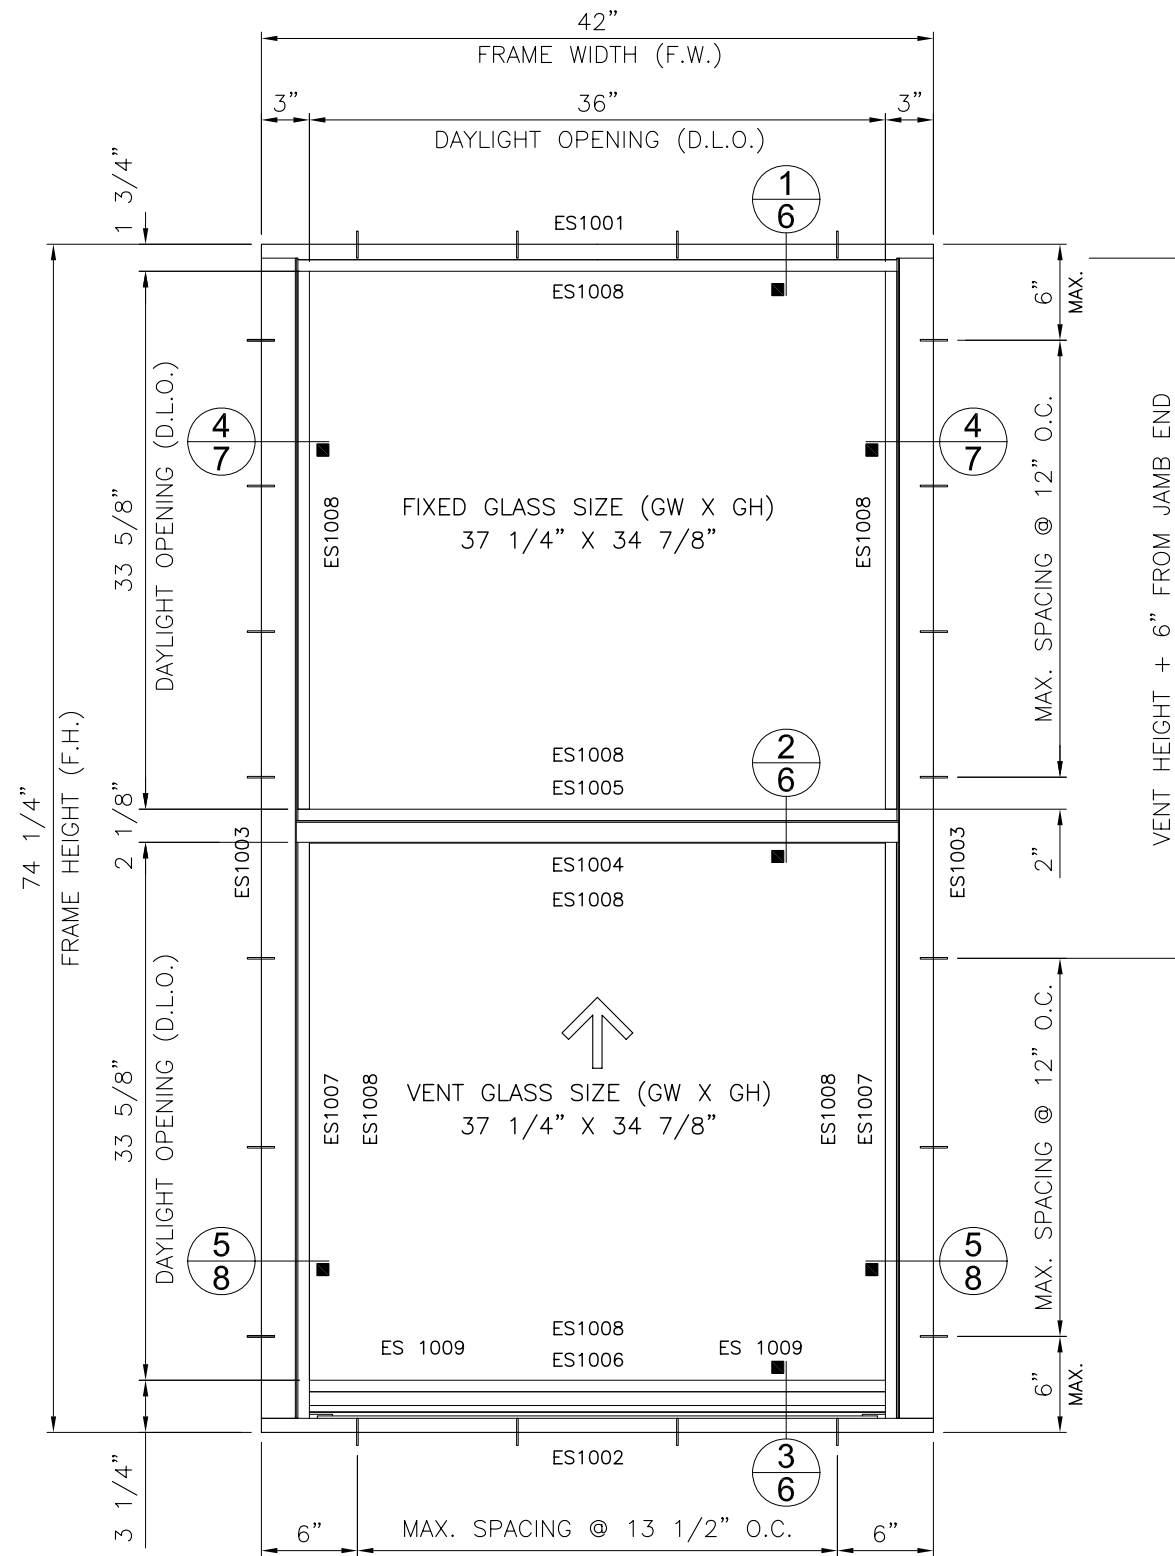 42"
FRAME WIDTH (F.W.)
3"
36"
3"
DAYLIGHT OPENING (D.L.O.)
1 3/4"
1
6
ES1001
ES1008
6"
MAX.
DAYLIGHT OPENING (D.L.O.)
33 5/8"
4
7
4
7
ES1008
FIXED GLASS SIZE (GW X GH)
37 1/4" X 34 7/8"
ES1008
MAX. SPACING @ 12" O.C.
VENT HEIGHT + 6" FROM JAMB END
74 1/4"
FRAME HEIGHT (F.H.)
2 1/8"
ES1008
ES1005
2
6
ES1003
ES1004
ES1008
ES1003
2"
DAYLIGHT OPENING (D.L.O.)
33 5/8"
ES1007
ES1008
VENT GLASS SIZE (GW X GH)
37 1/4" X 34 7/8"
ES1008
ES1007
MAX. SPACING @ 12" O.C.
5
8
5
8
ES1008
ES 1009
ES1006
ES 1009
6"
MAX.
3 1/4"
ES1002
3
6
6"
MAX. SPACING @ 13 1/2" O.C.
6"